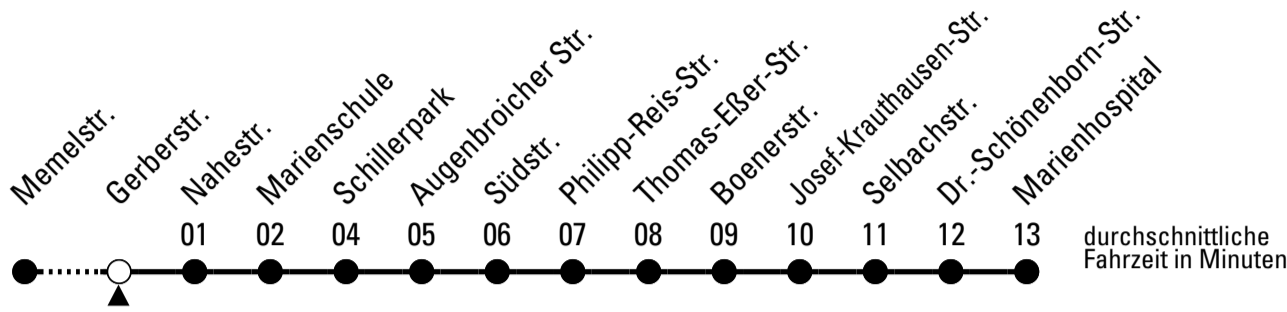 Memelstr.
Gerberstr.
Nahestr.
Marienschule
Schillerpark
Augenbroicher Str.
Südstr.
Philipp-Reis-Str.
Thomas-Eßer-Str.
Boenerstr.
Josef-Krauthausen-Str.
Selbachstr.
Dr.-Schönenborn-Str.
Marienhospital
01 02 04 05 06 07 08 09 10 11 12 13
durchschnittliche
Fahrzeit in Minuten